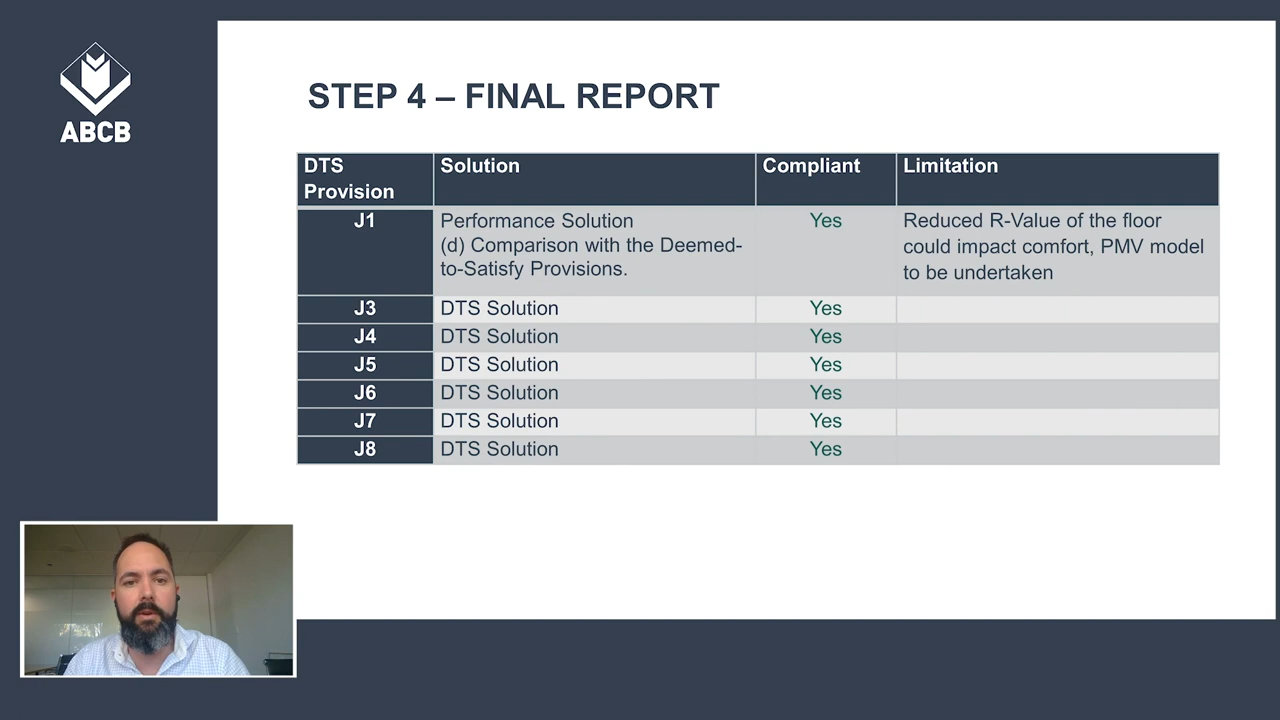 ABCB
STEP 4 – FINAL REPORT
DTS
Provision
Solution
Compliant
Limitation
J1
Performance Solution
(d) Comparison with the Deemed-
to-Satisfy Provisions.
Yes
Reduced R-Value of the floor
could impact comfort, PMV model
to be undertaken
J3
DTS Solution
Yes
J4
DTS Solution
Yes
J5
DTS Solution
Yes
J6
DTS Solution
Yes
J7
DTS Solution
Yes
J8
DTS Solution
Yes